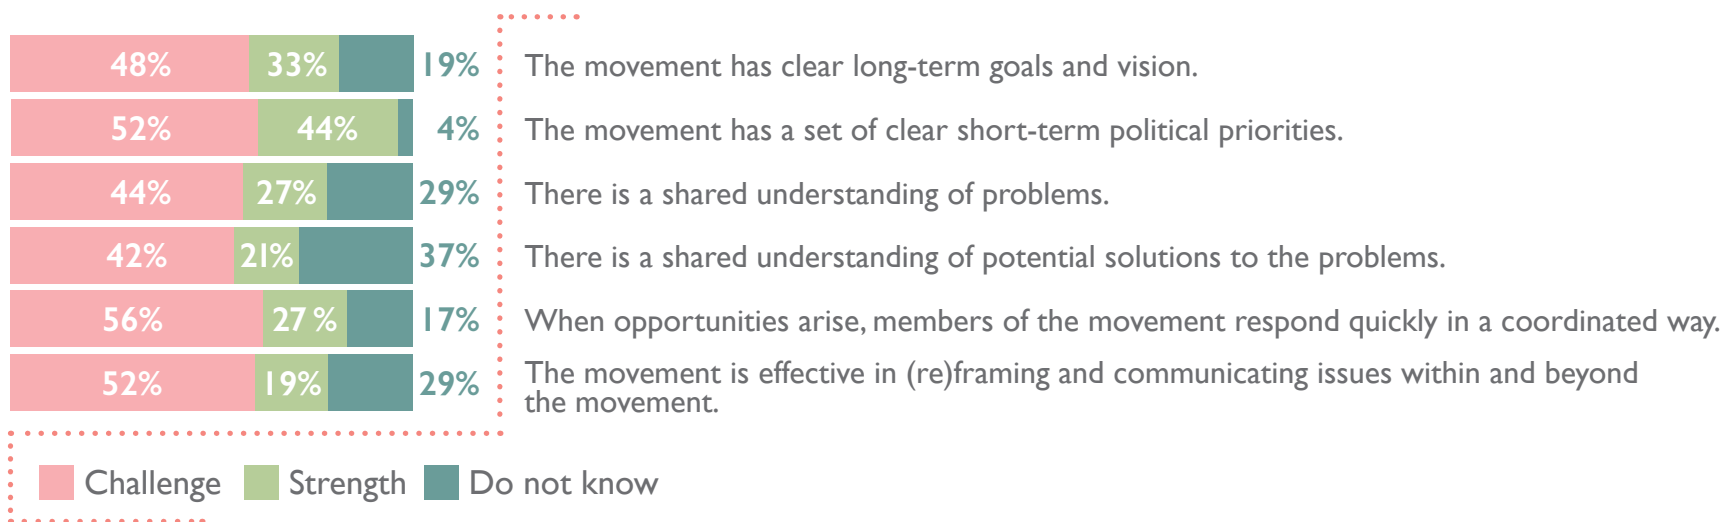 48% 33% 19% The movement has clear long-term goals and vision.
52% 44% 4% The movement has a set of clear short-term political priorities.
44% 27% 29% There is a shared understanding of problems.
42% 21% 37% There is a shared understanding of potential solutions to the problems.
56% 27 % 17% When opportunities arise, members of the movement respond quickly in a coordinated way.
52% 19% 29% The movement is effective in (re)framing and communicating issues within and beyond
the movement.
Challenge Strength Do not know